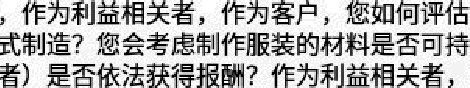 ，作为利益相关者，作为客户，您如何评估
式制造？您会考虑制作服装的材料是否可持
者）是否依法获得报酬？作为利益相关者，